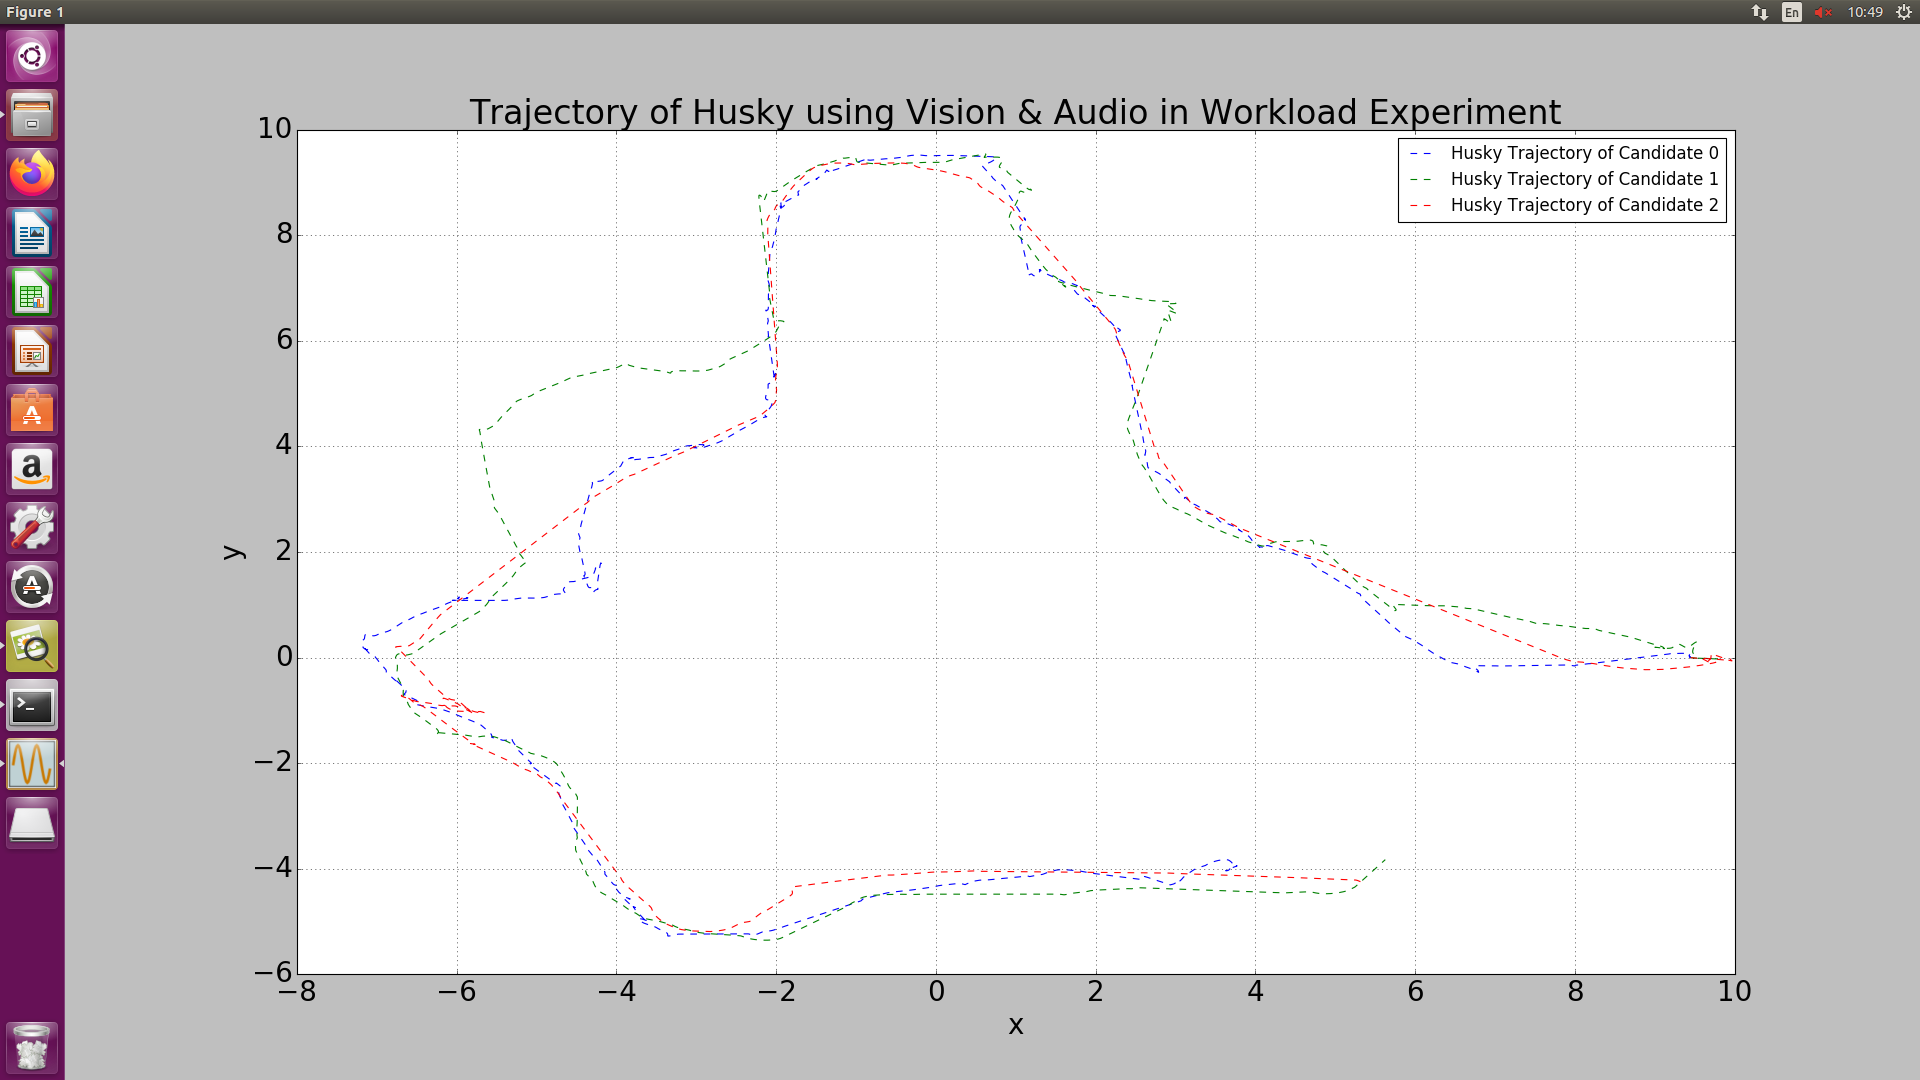 Figure 1
En
10:49
Trajectory of Husky using Vision & Audio in Workload Experiment
Husky Trajectory of Candidate 0
Husky Trajectory of Candidate 1
Husky Trajectory of Candidate 2
10
8
6
4
2
0
−2
−4
−6
y
−8
−6
−4
−2
0
2
4
6
8
10
x